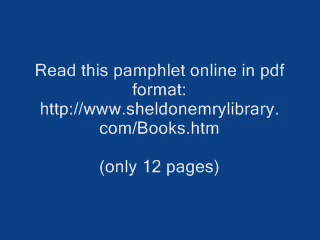 Read this pamphlet online in pdf
format:
http://www.sheldonemrylibrary.
com/Books.htm
(only 12 pages)